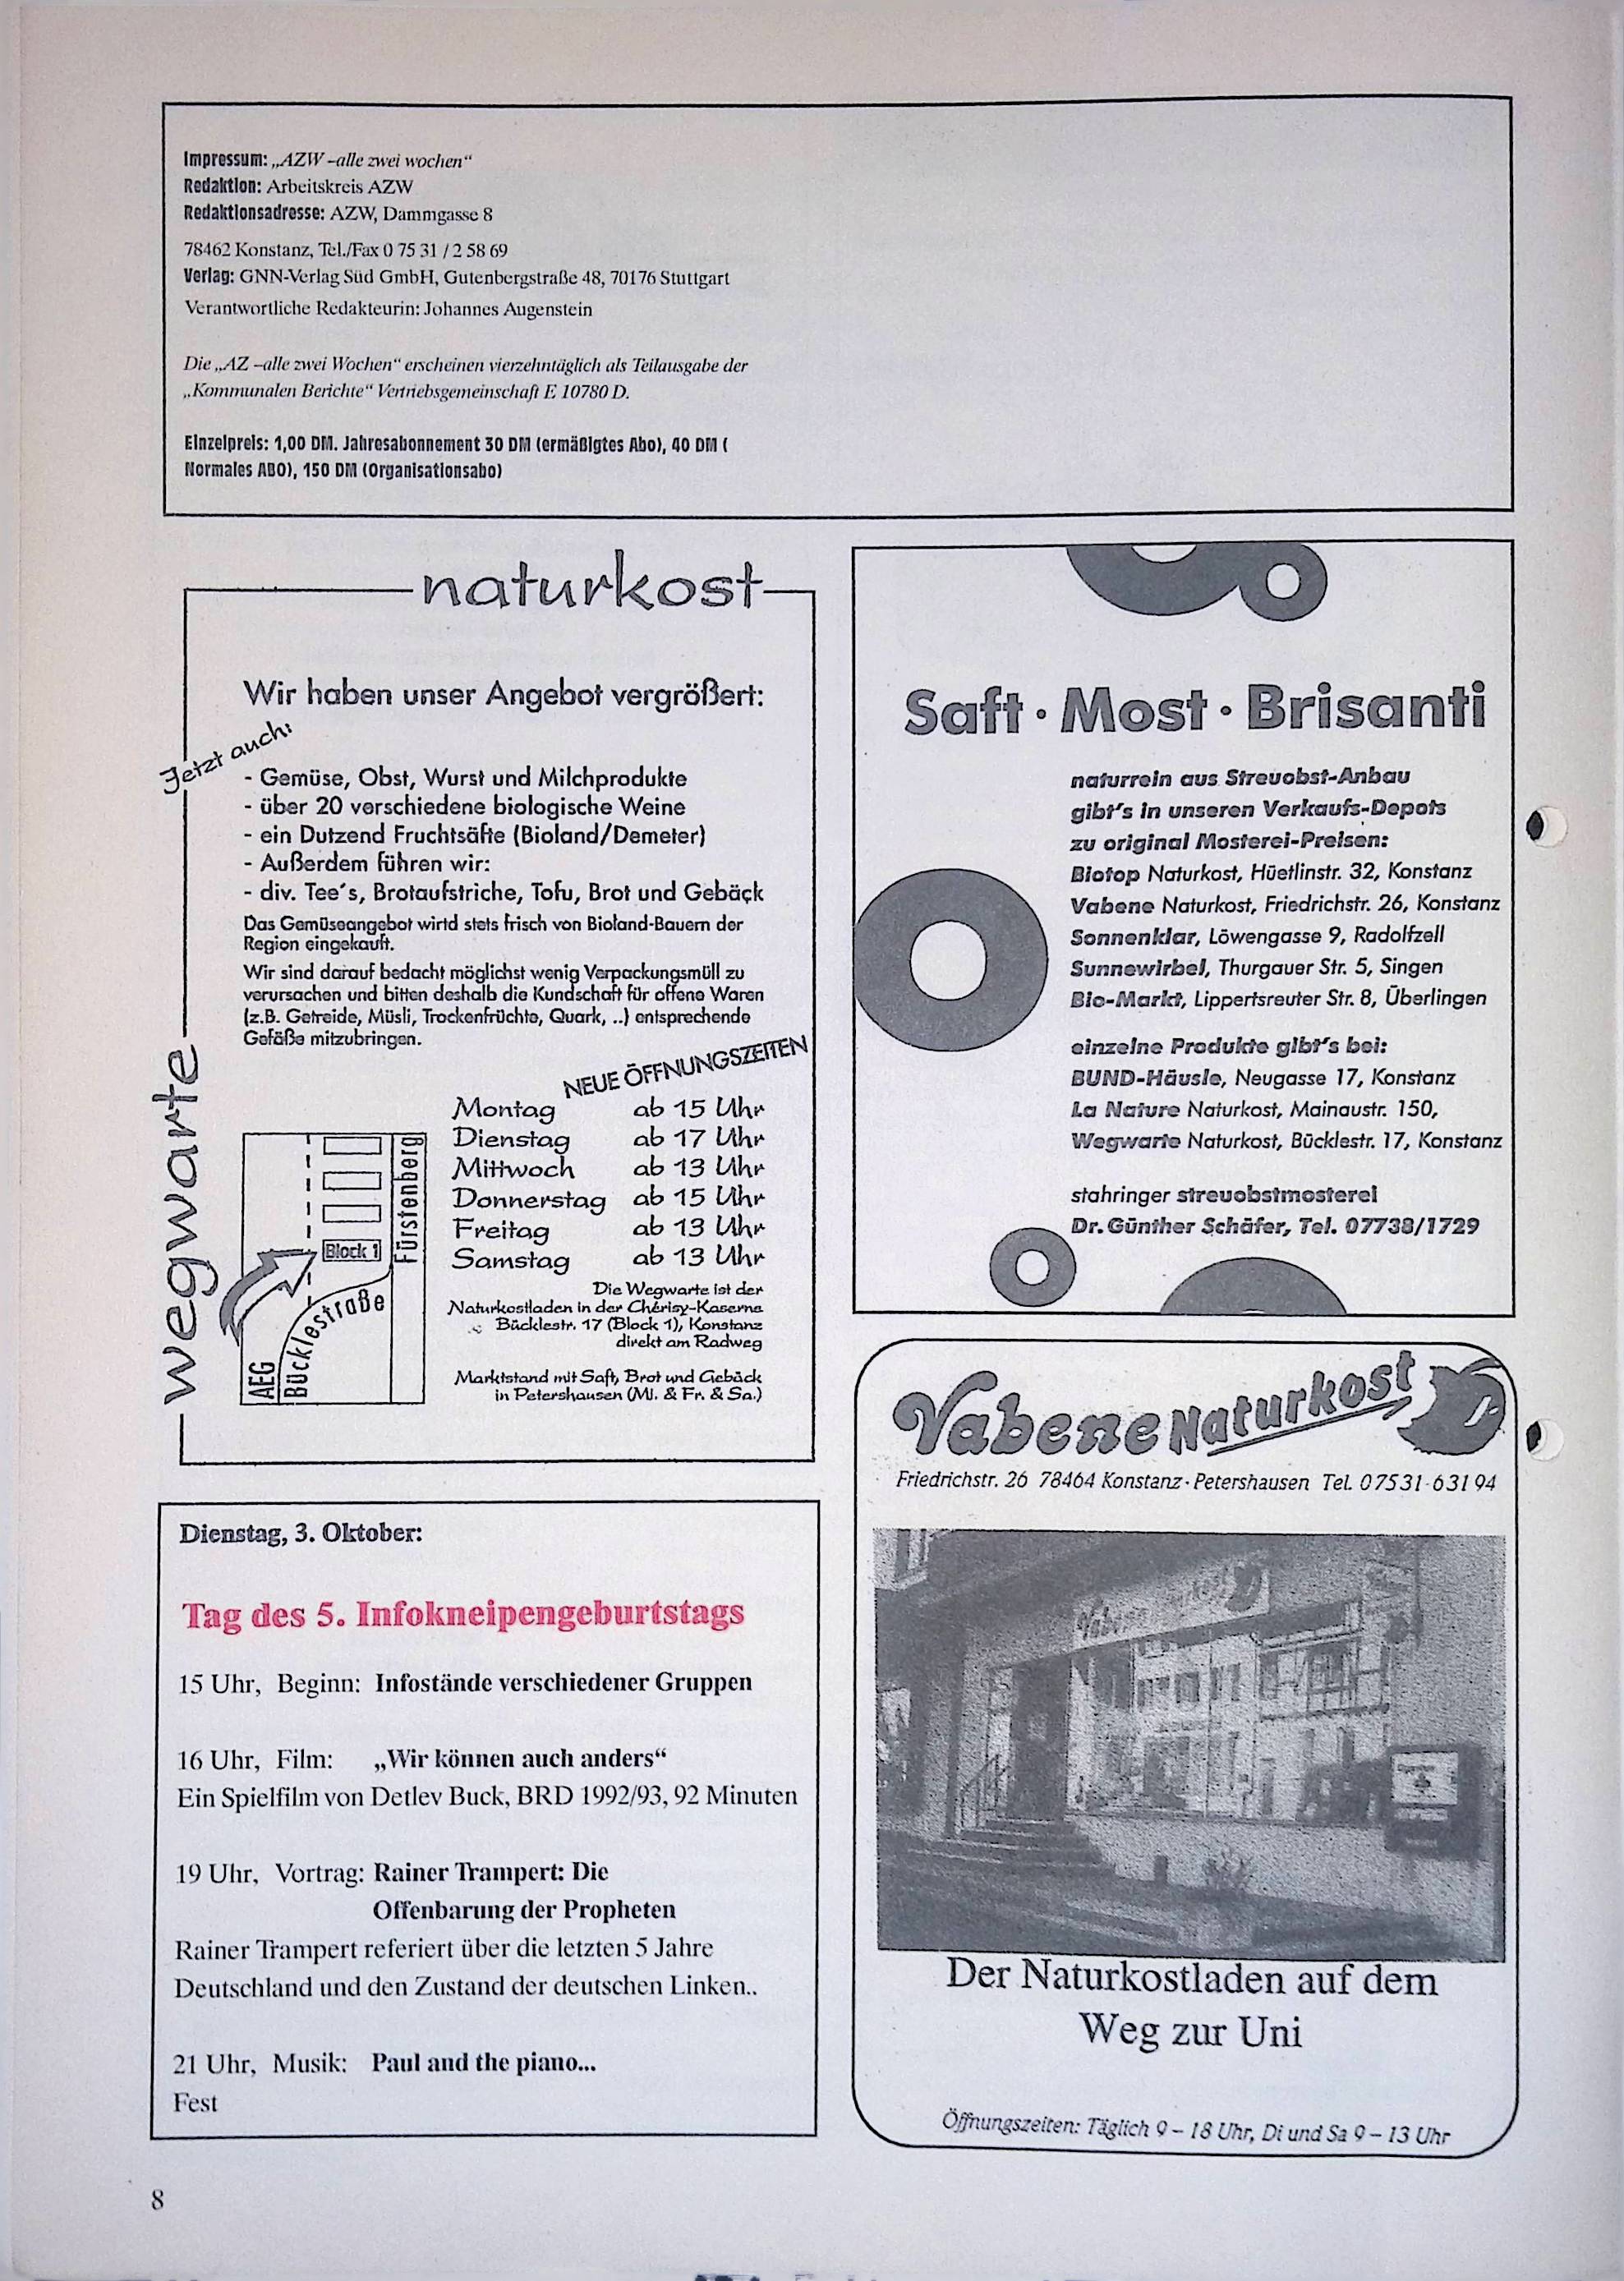 Impressum: „AZW –alle zwei wochen“
Redaktion: Arbeitskreis AZW
Redaktionsadresse: AZW, Dammgasse 8
78462 Konstanz, Tel./Fax 0 75 31 / 2 58 69
Verlag: GNN-Verlag Süd GmbH, Gutenbergstraße 48, 70176 Stuttgart
Verantwortliche Redakteurin: Johannes Augenstein
Die „AZ –alle zwei Wochen“ erscheinen vierzehntäglich als Teilausgabe der
„Kommunalen Berichte“ Vertriebsgemeinschaft E 10780 D.
Einzelpreis: 1,00 DM. Jahresabonnement 30 DM (ermäßigtes Abo), 40 DM (
Normales ABO), 150 DM (Organisationsabo)
naturkost
wegwarte
Wir haben unser Angebot vergrößert:
Jetzt auch:
- Gemüse, Obst, Wurst und Milchprodukte
- über 20 verschiedene biologische Weine
- ein Dutzend Fruchtsäfte (Bioland/Demeter)
- Außerdem führen wir:
- div. Tee's, Brotaufstriche, Tofu, Brot und Gebäck
Das Gemüseangebot wirtd stets frisch von Bioland-Bauern der
Region eingekauft.
Wir sind darauf bedacht möglichst wenig Verpackungsmüll zu
verursachen und bitten deshalb die Kundschaft für offene Waren
(z.B. Getreide, Müsli, Trockenfrüchte, Quark, ..) entsprechende
Gefäße mitzubringen.
NEUE ÖFFNUNGSZEITEN
Montag ab 15 Uhr
Dienstag ab 17 Uhr
Mittwoch ab 13 Uhr
Donnerstag ab 15 Uhr
Freitag ab 13 Uhr
Samstag ab 13 Uhr
Fürstenberg
Block 1
Bücklestraße
AEG
Die Wegwarte ist der
Naturkostladen in der Chérisy-Kaserne
Bücklestr. 17 (Block 1), Konstanz
direkt am Radweg
Marktstand mit Saft, Brot und Gebäck
in Petershausen (Mi. & Fr. & Sa.)
Dienstag, 3. Oktober:
Tag des 5. Infokneipengeburtstags
15 Uhr, Beginn: Infostände verschiedener Gruppen
16 Uhr, Film: „Wir können auch anders“
Ein Spielfilm von Detlev Buck, BRD 1992/93, 92 Minuten
19 Uhr, Vortrag: Rainer Trampert: Die
Offenbarung der Propheten
Rainer Trampert referiert über die letzten 5 Jahre
Deutschland und den Zustand der deutschen Linken..
21 Uhr, Musik: Paul and the piano...
Fest
Saft · Most · Brisanti
naturrein aus Streuobst-Anbau
gibt's in unseren Verkaufs-Depots
zu original Mosterei-Preisen:
Biotop Naturkost, Hüetlinstr. 32, Konstanz
Vabene Naturkost, Friedrichstr. 26, Konstanz
Sonnenklar, Löwengasse 9, Radolfzell
Sunnewirbel, Thurgauer Str. 5, Singen
Bio-Markt, Lippertsreuter Str. 8, Überlingen
einzelne Produkte gibt's bei:
BUND-Häusle, Neugasse 17, Konstanz
La Nature Naturkost, Mainaustr. 150,
Wegwarte Naturkost, Bücklestr. 17, Konstanz
stahringer streuobstmosterei
Dr. Günther Schäfer, Tel. 07738/1729
Vabene Naturkost
Friedrichstr. 26 78464 Konstanz · Petershausen Tel. 07531-63194
Der Naturkostladen auf dem
Weg zur Uni
Öffnungszeiten: Täglich 9 – 18 Uhr, Di und Sa 9 – 13 Uhr
8